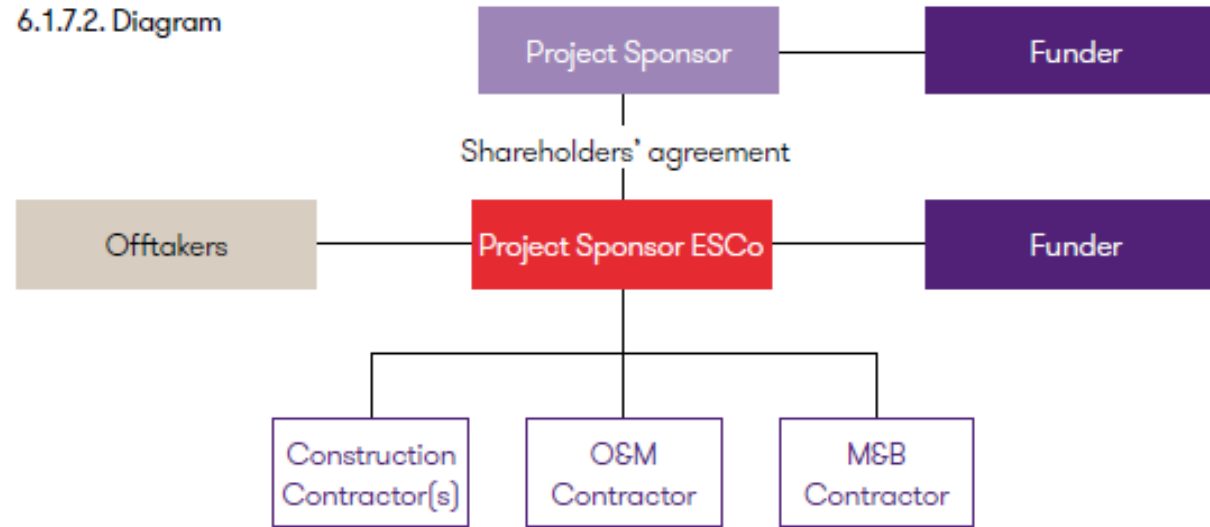 6.1.7.2. Diagram
Project Sponsor
Funder
Shareholders' agreement
Offtakers
Project Sponsor ESCo
Funder
Construction
Contractor(s)
O&M
Contractor
M&B
Contractor